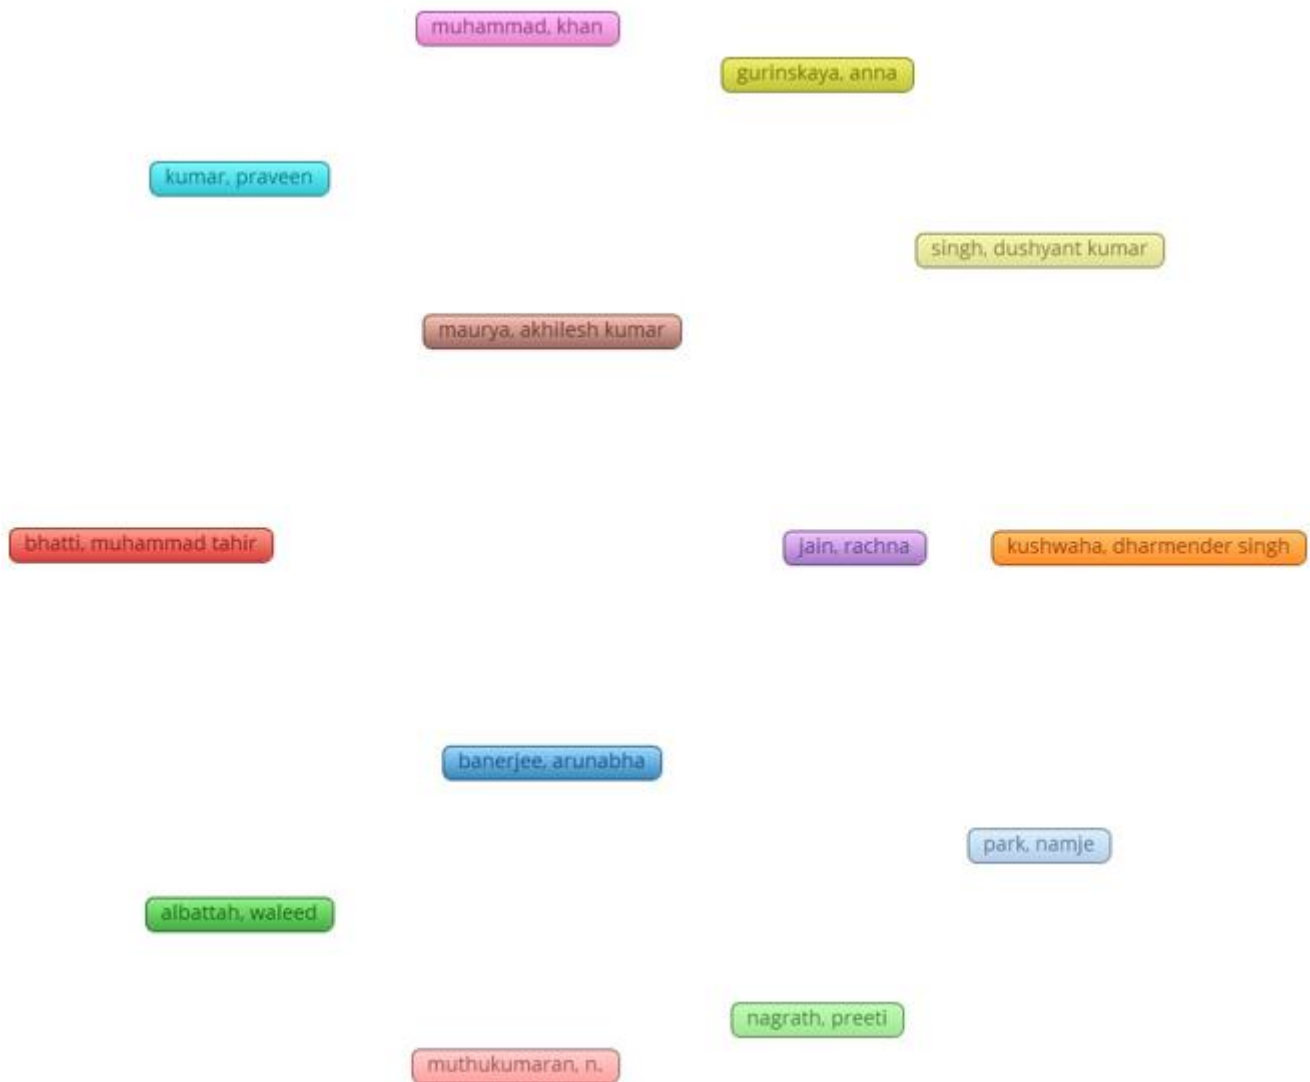 muhammad, khan
gurinskaya, anna
kumar, praveen
singh, dushyant kumar
maurya, akhilesh kumar
bhatti, muhammad tahir
jain, rachna
kushwaha, dharmender singh
banerjee, arunabha
park, namje
albattah, waleed
nagrath, preeti
muthukumaran, n.